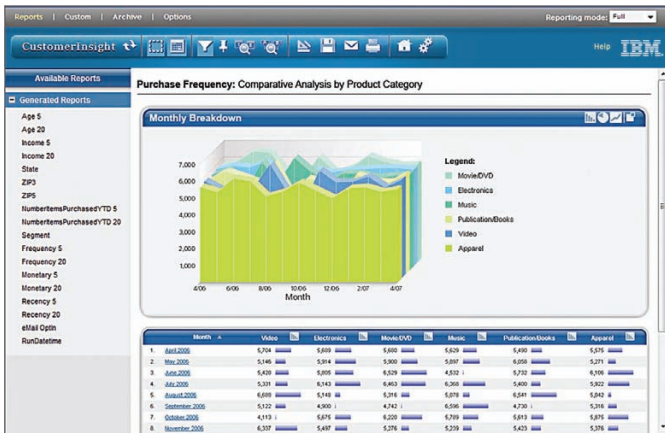 Reports | Custom | Archive | Options
Reporting mode: Full
CustomerInsight
Help IBM
Available Reports
Generated Reports
Age 5
Age 20
Income 5
Income 20
State
ZIP3
ZIP5
NumberItemsPurchasedYTD 5
NumberItemsPurchasedYTD 20
Segment
Frequency 5
Frequency 20
Monetary 5
Monetary 20
Recency 5
Recency 20
eMail Optin
RunDatetime
Purchase Frequency: Comparative Analysis by Product Category
Monthly Breakdown
7,000
6,000
5,000
4,000
3,000
2,000
1,000
4/06 6/06 8/06 10/06 12/06 2/07 4/07
Month
Legend:
Movie/DVD
Electronics
Music
Publication/Books
Video
Apparel
Month Video Electronics Movie/DVD Music Publication/Books Apparel
1. April 2006 5,704 5,609 5,600 5,629 5,490 5,575
2. May 2006 5,146 5,914 5,900 5,897 6,058 5,271
3. June 2006 5,420 5,805 6,529 4,532 5,732 6,106
4. July 2006 5,331 6,143 6,463 6,368 5,400 5,922
5. August 2006 5,680 5,148 5,316 5,078 6,541 5,842
6. September 2006 5,122 4,900 4,742 6,596 4,730 5,316
7. October 2006 4,113 5,675 6,220 5,789 5,613 5,875
8. November 2006 6,337 5,497 5,276 5,239 5,423 5,378